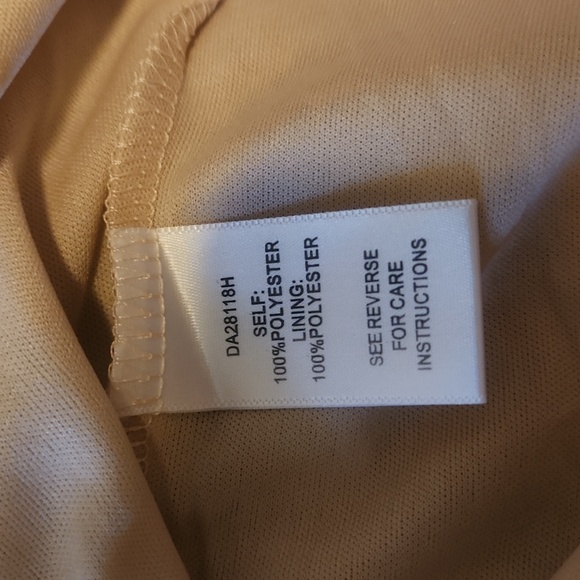 DA28118H
SELF:
100%POLYESTER
LINING:
100%POLYESTER
SEE REVERSE
FOR CARE
INSTRUCTIONS